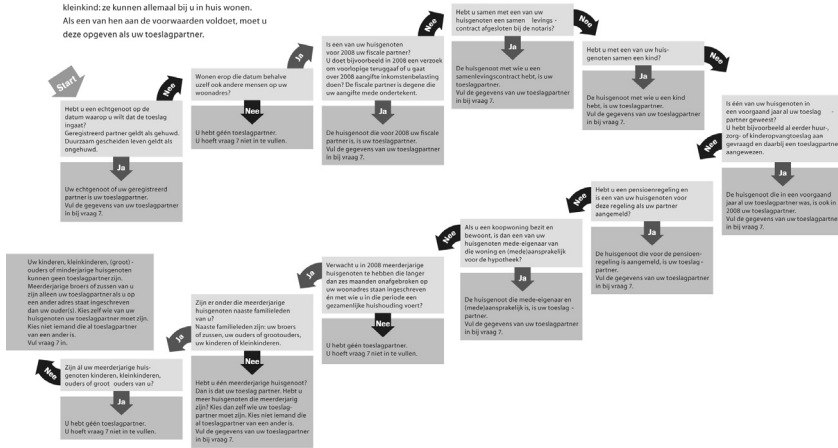 kleinkind: ze kunnen allemaal bij u in huis wonen.
Als een van hen aan de voorwaarden voldoet, moet u
deze opgeven als uw toeslagpartner.
Start
Hebt u een echtgenoot op de
datum waarop u wilt dat de toeslag
ingaat?
Geregistreerd partner geldt als gehuwd.
Duurzaam gescheiden leven geldt als
ongehuwd.
Ja
Uw echtgenoot of uw geregistreerd
partner is uw toeslagpartner.
Vul de gegevens van uw toeslagpartner
in bij vraag 7.
Nee
Wonen er op die datum behalve
uzelf ook andere mensen op uw
woonadres?
Nee
U hebt géén toeslagpartner.
U hoeft vraag 7 niet in te vullen.
Ja
Is een van uw huisgenoten
voor 2008 uw fiscale partner?
U doet bijvoorbeeld in 2008 een verzoek
om voorlopige teruggaaf of u gaat
over 2008 aangifte inkomstenbelasting
doen? De fiscale partner is degene die
uw aangifte mede ondertekent.
Ja
De huisgenoot die voor 2008 uw fiscale
partner is, is uw toeslagpartner.
Vul de gegevens van uw toeslagpartner
in bij vraag 7.
Nee
Hebt u samen met een van uw
huisgenoten een samen levings -
contract afgesloten bij de notaris?
Ja
De huisgenoot met wie u een
samenlevingscontract hebt, is uw
toeslagpartner.
Vul de gegevens van uw toeslagpartner
in bij vraag 7.
Nee
Hebt u met een van uw huis-
genoten samen een kind?
Ja
De huisgenoot met wie u een kind
hebt, is uw toeslagpartner.
Vul de gegevens van uw toeslagpartner
in bij vraag 7.
Nee
Is één van uw huisgenoten in
een voorgaand jaar al uw toeslag -
partner geweest?
U hebt bijvoorbeeld al eerder huur-,
zorg- of kinderopvangtoeslag aan
gevraagd en daarbij een toeslagpartner
aangewezen.
Ja
De huisgenoot die in een voorgaand
jaar al uw toeslagpartner was, is ook in
2008 uw toeslagpartner.
Vul de gegevens van uw toeslagpartner
in bij vraag 7.
Nee
Hebt u een pensioenregeling en
is een van uw huisgenoten voor
deze regeling als uw partner
aangemeld?
Ja
De huisgenoot die voor de pensioen-
regeling is aangemeld, is uw toeslag -
partner.
Vul de gegevens van uw toeslagpartner
in bij vraag 7.
Nee
Als u een koopwoning bezit en
bewoont, is dan een van uw
huisgenoten mede-eigenaar van
die woning en (mede)aansprakelijk
voor de hypotheek?
Ja
De huisgenoot die mede-eigenaar en
(mede)aansprakelijk is, is uw toeslag -
partner.
Vul de gegevens van uw toeslagpartner
in bij vraag 7.
Nee
Verwacht u in 2008 meerderjarige
huisgenoten te hebben die langer
dan zes maanden onafgebroken op
uw woonadres staan ingeschreven
én met wie u in die periode een
gezamenlijke huishouding voert?
Nee
U hebt géén toeslagpartner.
U hoeft vraag 7 niet in te vullen.
Ja
Zijn er onder die meerderjarige
huisgenoten naaste familieleden
van u?
Naaste familieleden zijn: uw broers
of zussen, uw ouders of grootouders,
uw kinderen of kleinkinderen.
Nee
Hebt u één meerderjarige huisgenoot?
Dan is dat uw toeslag partner. Hebt u
meer huisgenoten die meerderjarig
zijn? Kies dan zelf wie uw toeslag-
partner moet zijn. Kies niet iemand die
al toeslagpartner van een ander is.
Vul de gegevens van uw toeslagpartner
in bij vraag 7.
Ja
Zijn ál uw meerderjarige huis-
genoten kinderen, kleinkinderen,
ouders of groot ouders van u?
Ja
U hebt géén toeslagpartner.
U hoeft vraag 7 niet in te vullen.
Nee
Uw kinderen, kleinkinderen, (groot) -
ouders of minderjarige huisgenoten
kunnen geen toeslagpartner zijn.
Meerderjarige broers of zussen van u
zijn alleen uw toeslagpartner als u op
een ander adres staat ingeschreven
dan uw ouder(s). Kies zelf wie van uw
huisgenoten uw toeslagpartner moet zijn.
Kies niet iemand die al toeslagpartner
van een ander is.
Vul vraag 7 in.